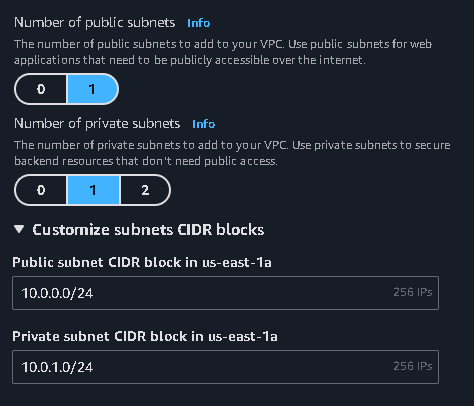 Number of public subnets Info
The number of public subnets to add to your VPC. Use public subnets for web
applications that need to be publicly accessible over the internet.
0 1
Number of private subnets Info
The number of private subnets to add to your VPC. Use private subnets to secure
backend resources that don't need public access.
0 1 2
Customize subnets CIDR blocks
Public subnet CIDR block in us-east-1a
10.0.0.0/24 256 IPs
Private subnet CIDR block in us-east-1a
10.0.1.0/24 256 IPs